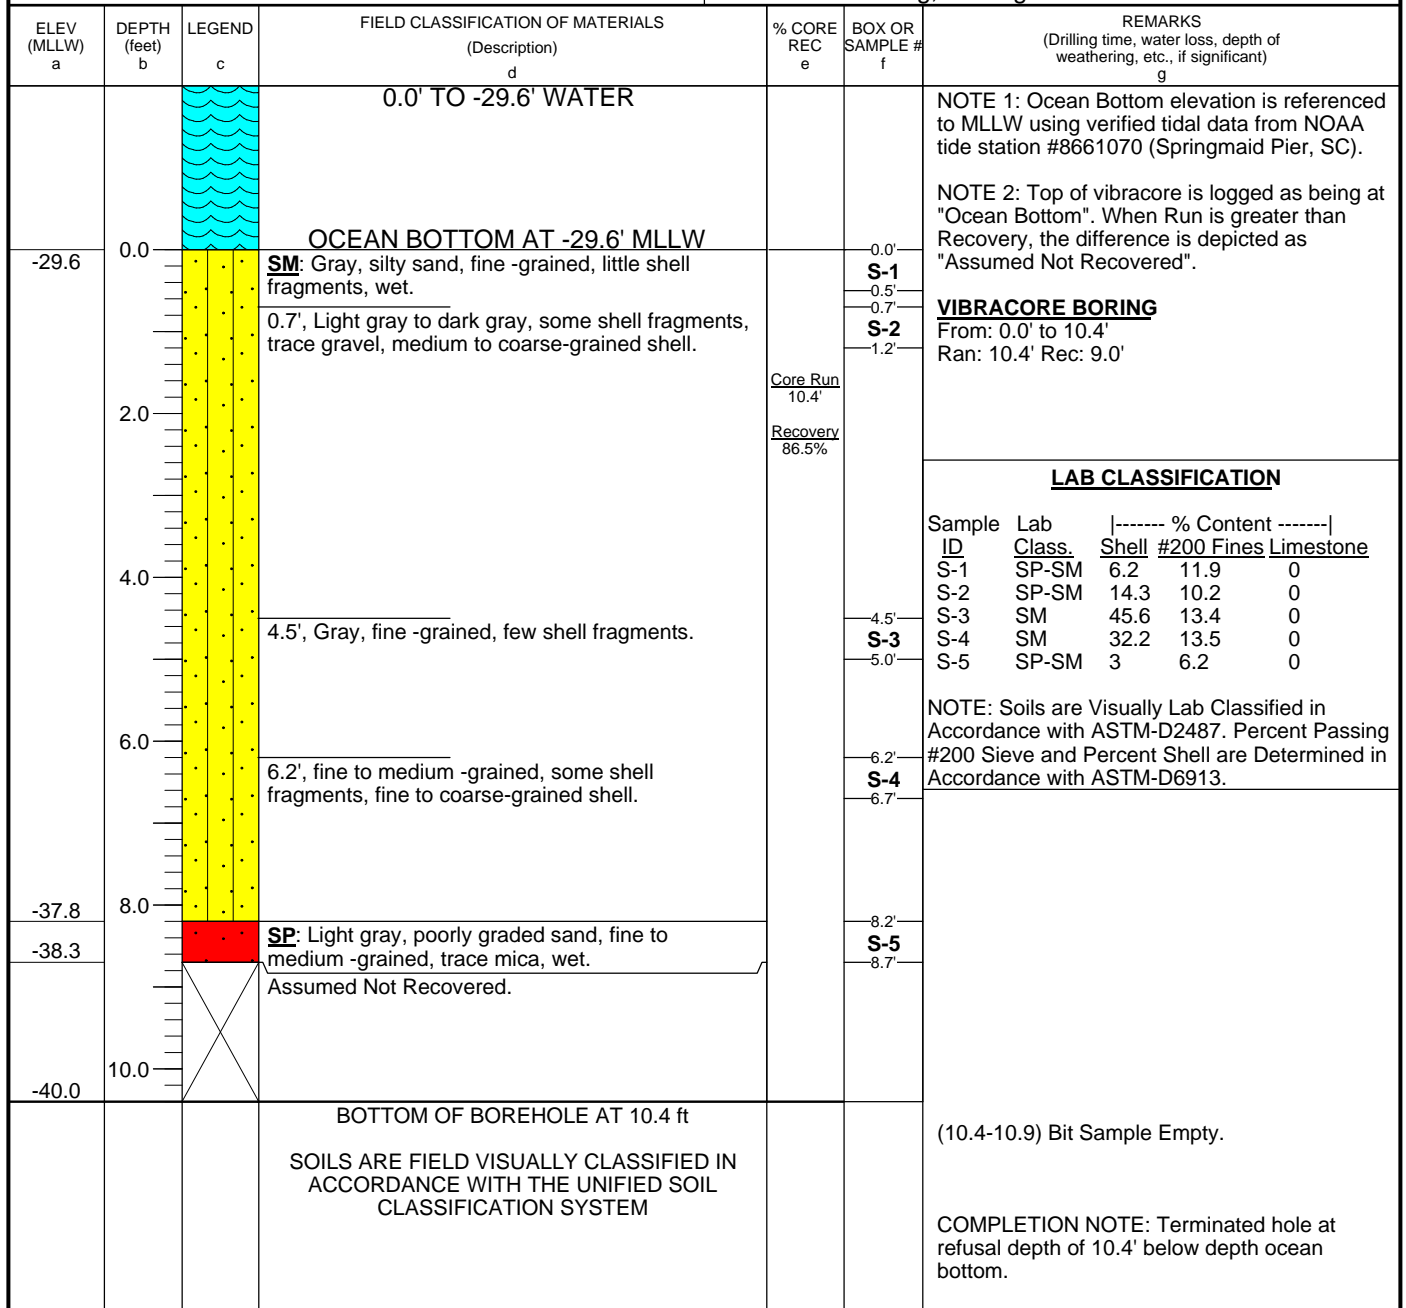 ELEV
(MLLW)
a
DEPTH
(feet)
b
LEGEND
c
FIELD CLASSIFICATION OF MATERIALS
(Description)
d
% CORE
REC
e
BOX OR
SAMPLE #
f
REMARKS
(Drilling time, water loss, depth of
weathering, etc., if significant)
g
0.0' TO -29.6' WATER
OCEAN BOTTOM AT -29.6' MLLW
-29.6
0.0
SM: Gray, silty sand, fine -grained, little shell
fragments, wet.
0.7', Light gray to dark gray, some shell fragments,
trace gravel, medium to coarse-grained shell.
2.0
4.0
4.5', Gray, fine -grained, few shell fragments.
6.0
6.2', fine to medium -grained, some shell
fragments, fine to coarse-grained shell.
8.0
-37.8
SP: Light gray, poorly graded sand, fine to
medium -grained, trace mica, wet.
-38.3
Assumed Not Recovered.
10.0
-40.0
BOTTOM OF BOREHOLE AT 10.4 ft
SOILS ARE FIELD VISUALLY CLASSIFIED IN
ACCORDANCE WITH THE UNIFIED SOIL
CLASSIFICATION SYSTEM
Core Run
10.4'
Recovery
86.5%
0.0'
S-1
0.5'
0.7'
S-2
1.2'
4.5'
S-3
5.0'
6.2'
S-4
6.7'
8.2'
S-5
8.7'
NOTE 1: Ocean Bottom elevation is referenced
to MLLW using verified tidal data from NOAA
tide station #8661070 (Springmaid Pier, SC).
NOTE 2: Top of vibracore is logged as being at
"Ocean Bottom". When Run is greater than
Recovery, the difference is depicted as
"Assumed Not Recovered".
VIBRACORE BORING
From: 0.0' to 10.4'
Ran: 10.4' Rec: 9.0'
LAB CLASSIFICATION
Sample Lab |------- % Content -------|
ID Class. Shell #200 Fines Limestone
S-1 SP-SM 6.2 11.9 0
S-2 SP-SM 14.3 10.2 0
S-3 SM 45.6 13.4 0
S-4 SM 32.2 13.5 0
S-5 SP-SM 3 6.2 0
NOTE: Soils are Visually Lab Classified in
Accordance with ASTM-D2487. Percent Passing
#200 Sieve and Percent Shell are Determined in
Accordance with ASTM-D6913.
(10.4-10.9) Bit Sample Empty.
COMPLETION NOTE: Terminated hole at
refusal depth of 10.4' below depth ocean
bottom.